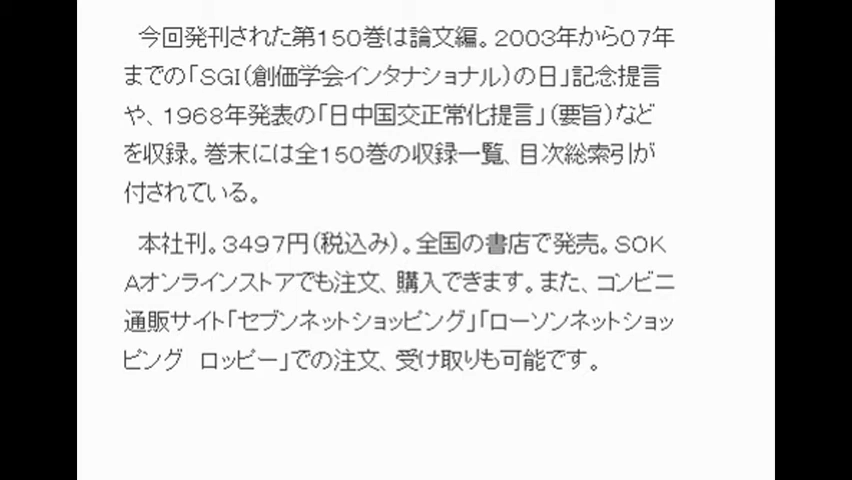 今回発刊された第150巻は論文編。2003年から07年
までの「SGI(創価学会インタナショナル)の日」記念提言
や、1968年発表の「日中国交正常化提言」(要旨)など
を収録。巻末には全150巻の収録一覧、目次総索引が
付されている。
本社刊。3497円(税込み)。全国の書店で発売。SOK
Aオンラインストアでも注文、購入できます。また、コンビニ
通販サイト「セブンネットショッピング」「ローソンネットショッ
ピング　ロッピー」での注文、受け取りも可能です。